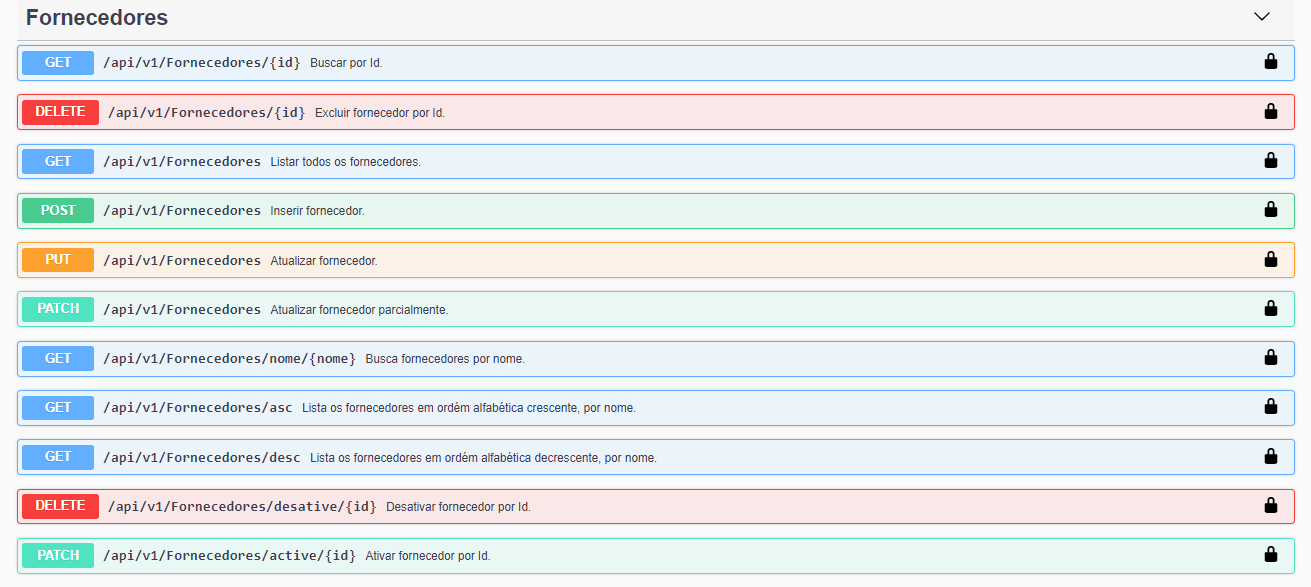 Fornecedores
GET /api/v1/Fornecedores/{id} Buscar por Id.
DELETE /api/v1/Fornecedores/{id} Excluir fornecedor por Id.
GET /api/v1/Fornecedores Listar todos os fornecedores.
POST /api/v1/Fornecedores Inserir fornecedor.
PUT /api/v1/Fornecedores Atualizar fornecedor.
PATCH /api/v1/Fornecedores Atualizar fornecedor parcialmente.
GET /api/v1/Fornecedores/nome/{nome} Busca fornecedores por nome.
GET /api/v1/Fornecedores/asc Lista os fornecedores em ordém alfabética crescente, por nome.
GET /api/v1/Fornecedores/desc Lista os fornecedores em ordém alfabética decrescente, por nome.
DELETE /api/v1/Fornecedores/desative/{id} Desativar fornecedor por Id.
PATCH /api/v1/Fornecedores/active/{id} Ativar fornecedor por Id.